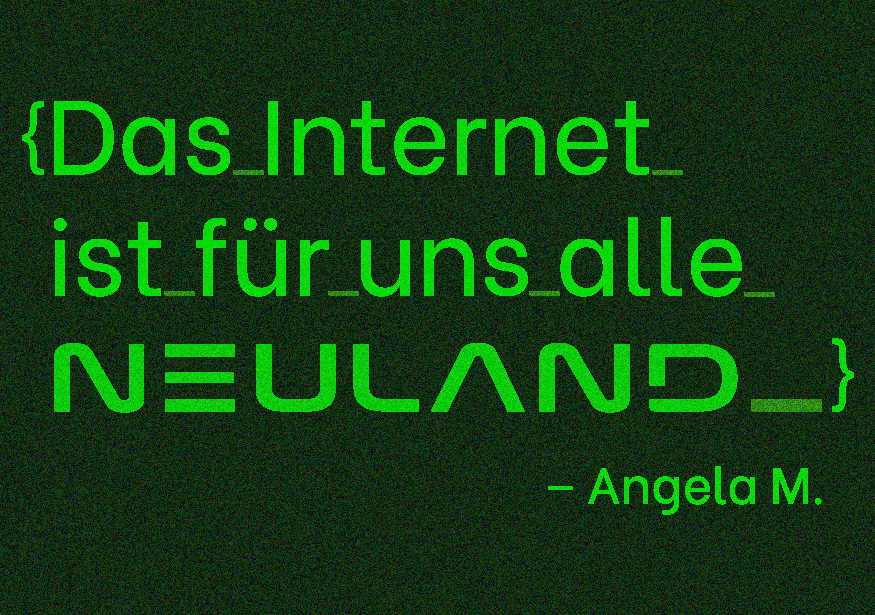 {Das_Internet_
ist_für_uns_alle_
NEULAND_}
– Angela M.